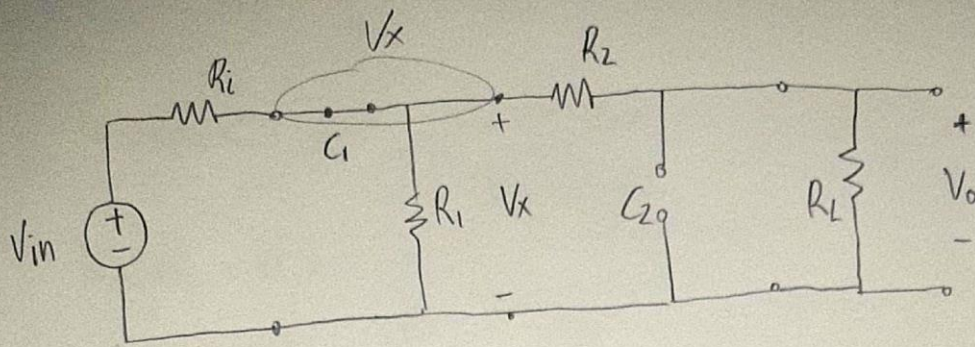 Vx
Ri
R2
C1
+
R1
Vx
C2
RL
+
Vo
-
Vin
+
-
-